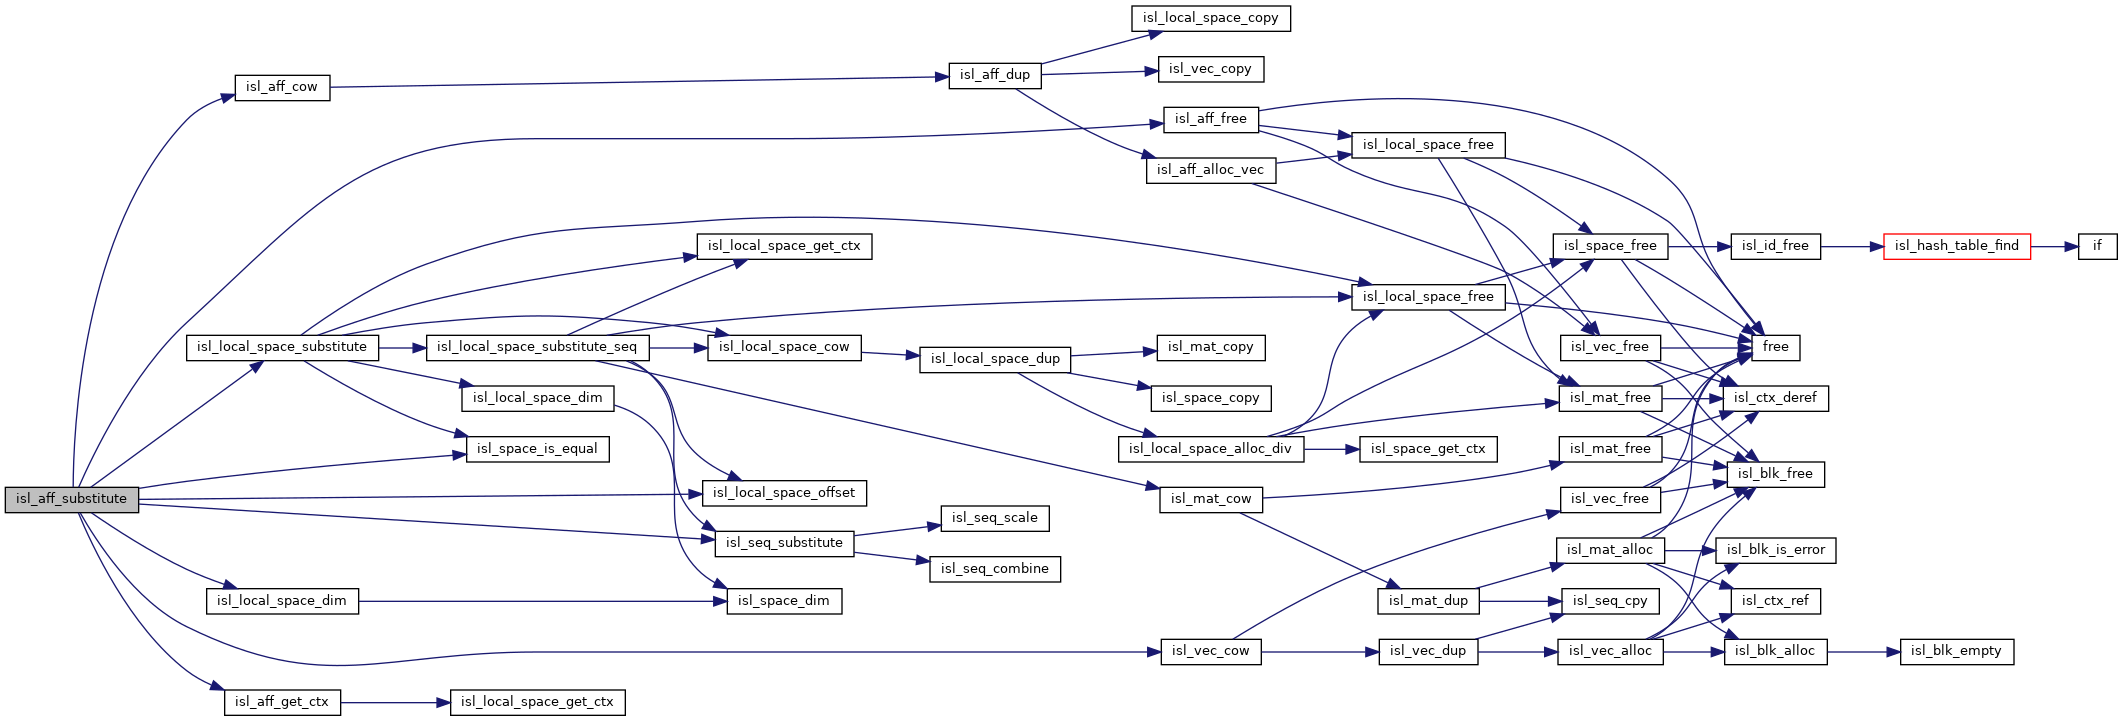 isl_local_space_copy
isl_vec_copy
isl_aff_dup
isl_aff_cow
isl_aff_free
isl_local_space_free
isl_aff_alloc_vec
isl_local_space_get_ctx
isl_space_free
isl_id_free
isl_hash_table_find
if
isl_local_space_free
isl_local_space_substitute
isl_local_space_substitute_seq
isl_local_space_cow
isl_mat_copy
isl_vec_free
free
isl_local_space_dup
isl_local_space_dim
isl_space_copy
isl_mat_free
isl_ctx_deref
isl_space_is_equal
isl_local_space_alloc_div
isl_space_get_ctx
isl_mat_free
isl_blk_free
isl_aff_substitute
isl_local_space_offset
isl_mat_cow
isl_vec_free
isl_seq_scale
isl_seq_substitute
isl_mat_alloc
isl_blk_is_error
isl_seq_combine
isl_local_space_dim
isl_space_dim
isl_mat_dup
isl_seq_cpy
isl_ctx_ref
isl_vec_cow
isl_vec_dup
isl_vec_alloc
isl_blk_alloc
isl_blk_empty
isl_aff_get_ctx
isl_local_space_get_ctx